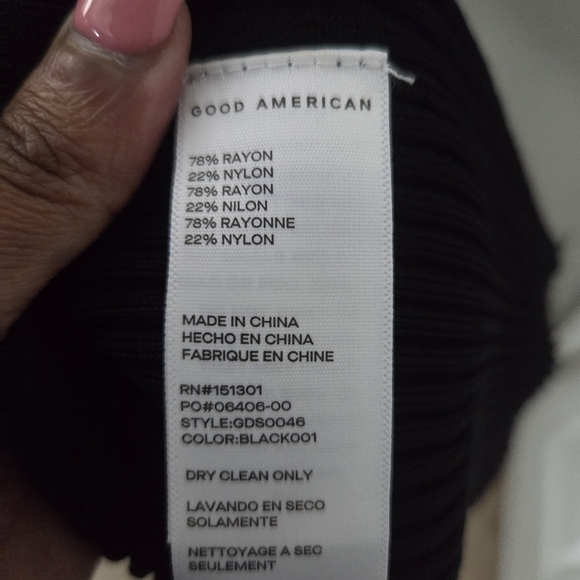 GOOD AMERICAN
78% RAYON
22% NYLON
78% RAYON
22% NILON
78% RAYONNE
22% NYLON
MADE IN CHINA
HECHO EN CHINA
FABRIQUE EN CHINE
RN#151301
PO#06406-00
STYLE:GDS0046
COLOR:BLACK001
DRY CLEAN ONLY
LAVANDO EN SECO
SOLAMENTE
NETTOYAGE A SEC
SEULEMENT